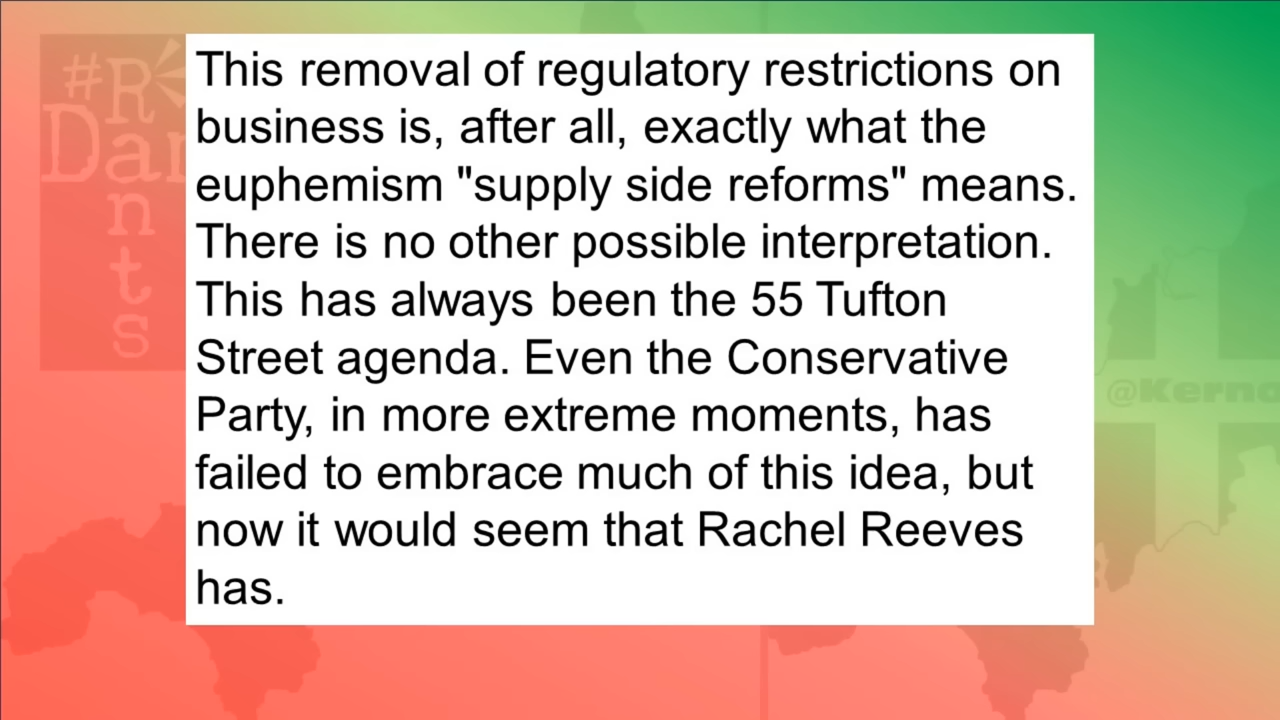 #R
Dan
n
t
s
This removal of regulatory restrictions on
business is, after all, exactly what the
euphemism "supply side reforms" means.
There is no other possible interpretation.
This has always been the 55 Tufton
Street agenda. Even the Conservative
Party, in more extreme moments, has
failed to embrace much of this idea, but
now it would seem that Rachel Reeves
has.